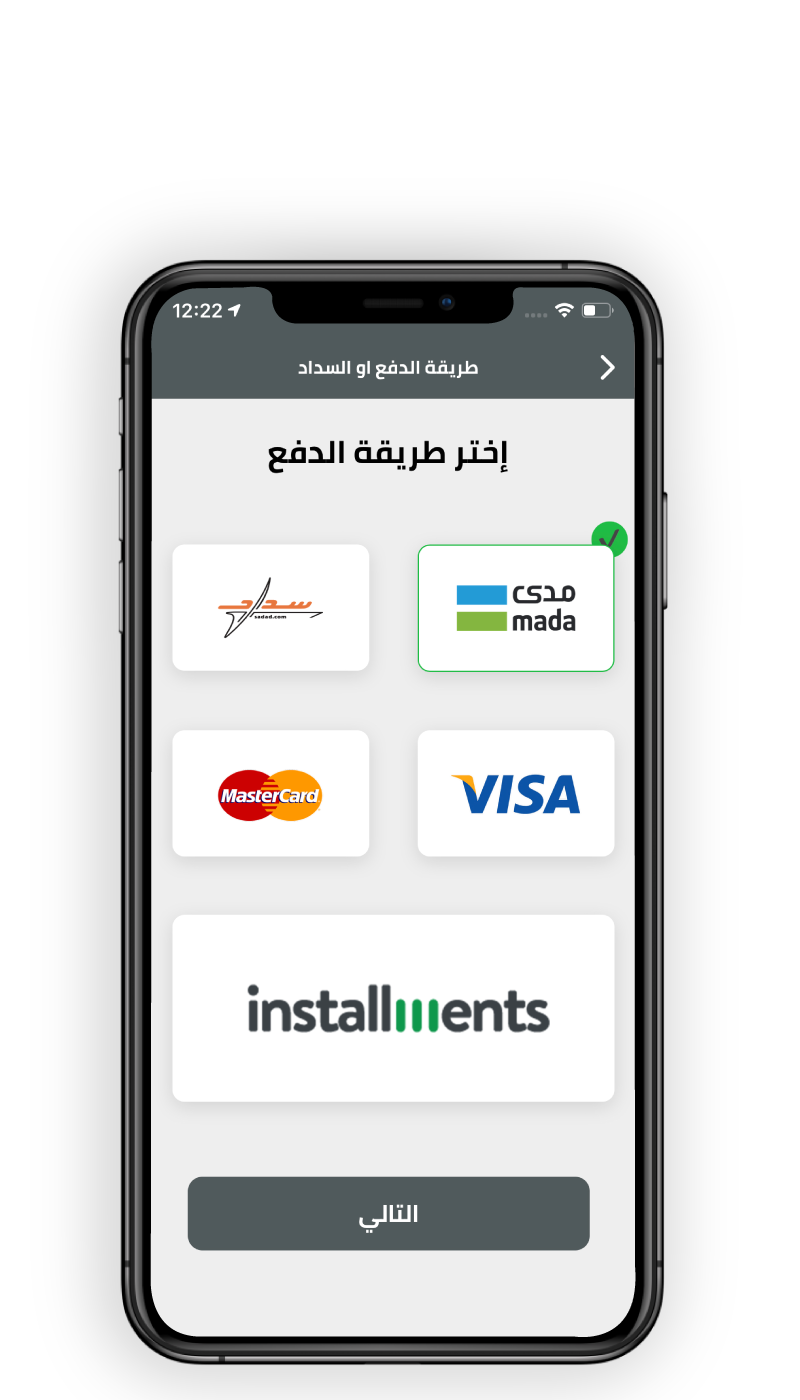 12:22
طريقة الدفع او السداد
إختر طريقة الدفع
مدى
mada
سداد
sadad.com
VISA
MasterCard
installments
التالي